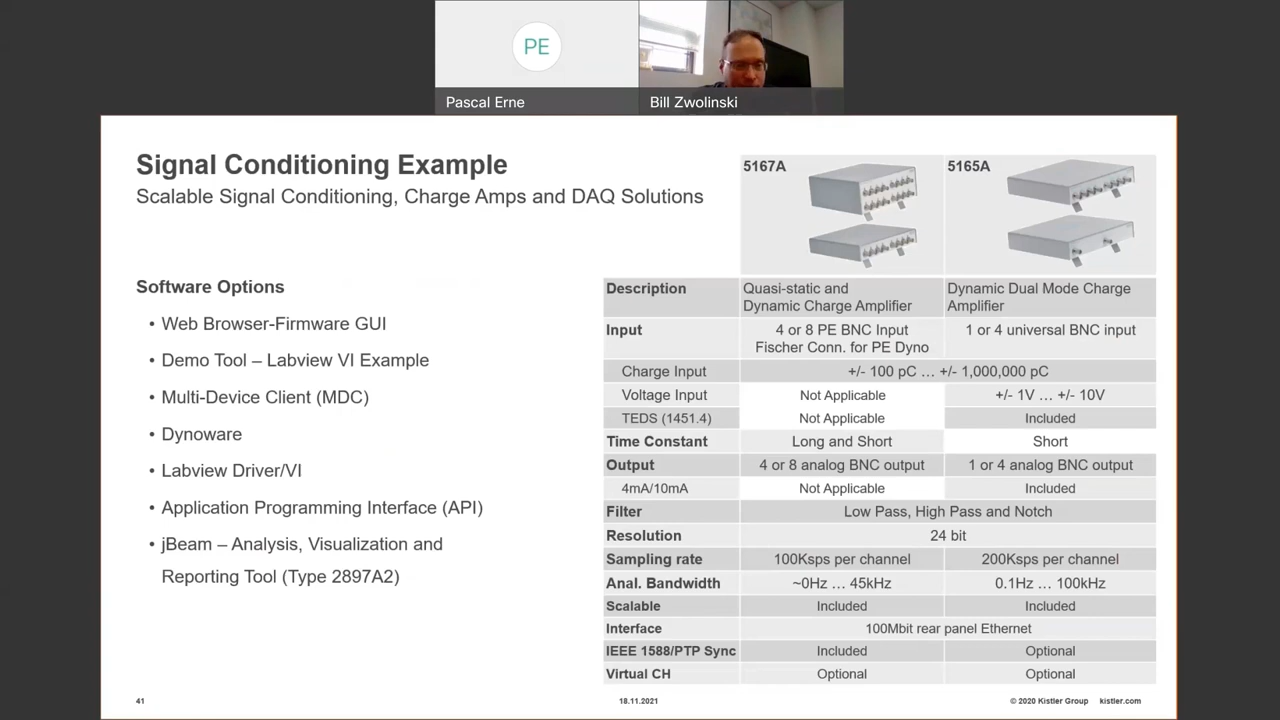 PE
Pascal Erne
Bill Zwolinski
Signal Conditioning Example
Scalable Signal Conditioning, Charge Amps and DAQ Solutions
5167A
5165A
Software Options
• Web Browser-Firmware GUI
• Demo Tool – Labview VI Example
• Multi-Device Client (MDC)
• Dynoware
• Labview Driver/VI
• Application Programming Interface (API)
• jBeam – Analysis, Visualization and
Reporting Tool (Type 2897A2)
Description
Quasi-static and
Dynamic Charge Amplifier
Dynamic Dual Mode Charge
Amplifier
Input
4 or 8 PE BNC Input
Fischer Conn. for PE Dyno
1 or 4 universal BNC input
Charge Input
+/- 100 pC … +/- 1,000,000 pC
Voltage Input
Not Applicable
+/- 1V … +/- 10V
TEDS (1451.4)
Not Applicable
Included
Time Constant
Long and Short
Short
Output
4 or 8 analog BNC output
1 or 4 analog BNC output
4mA/10mA
Not Applicable
Included
Filter
Low Pass, High Pass and Notch
Resolution
24 bit
Sampling rate
100Ksps per channel
200Ksps per channel
Anal. Bandwidth
~0Hz … 45kHz
0.1Hz … 100kHz
Scalable
Included
Included
Interface
100Mbit rear panel Ethernet
IEEE 1588/PTP Sync
Included
Optional
Virtual CH
Optional
Optional
41
18.11.2021
© 2020 Kistler Group
kistler.com